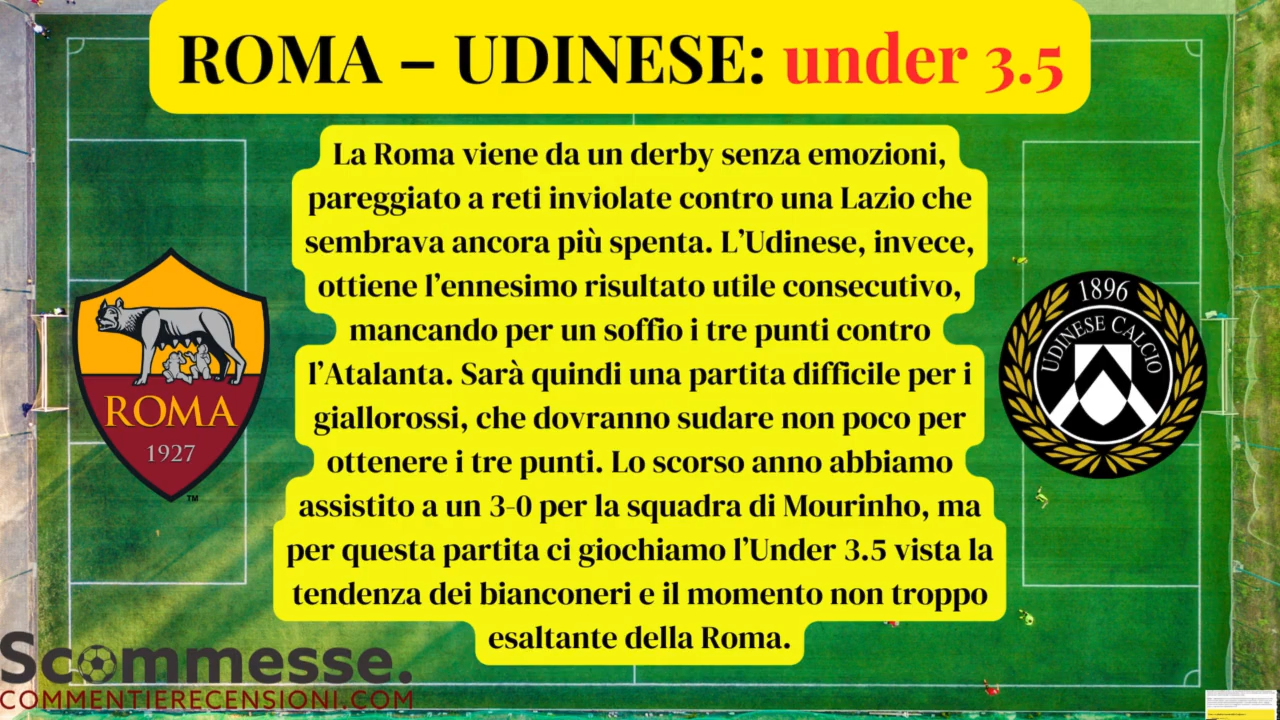 ROMA – UDINESE: under 3.5
La Roma viene da un derby senza emozioni,
pareggiato a reti inviolate contro una Lazio che
sembrava ancora più spenta. L’Udinese, invece,
ottiene l’ennesimo risultato utile consecutivo,
mancando per un soffio i tre punti contro
l’Atalanta. Sarà quindi una partita difficile per i
giallorossi, che dovranno sudare non poco per
ottenere i tre punti. Lo scorso anno abbiamo
assistito a un 3-0 per la squadra di Mourinho, ma
per questa partita ci giochiamo l’Under 3.5 vista la
tendenza dei bianconeri e il momento non troppo
esaltante della Roma.
ROMA
1927
TM
1896
UDINESE CALCIO
Scommesse.
COMMENTIERECENSIONI.COM